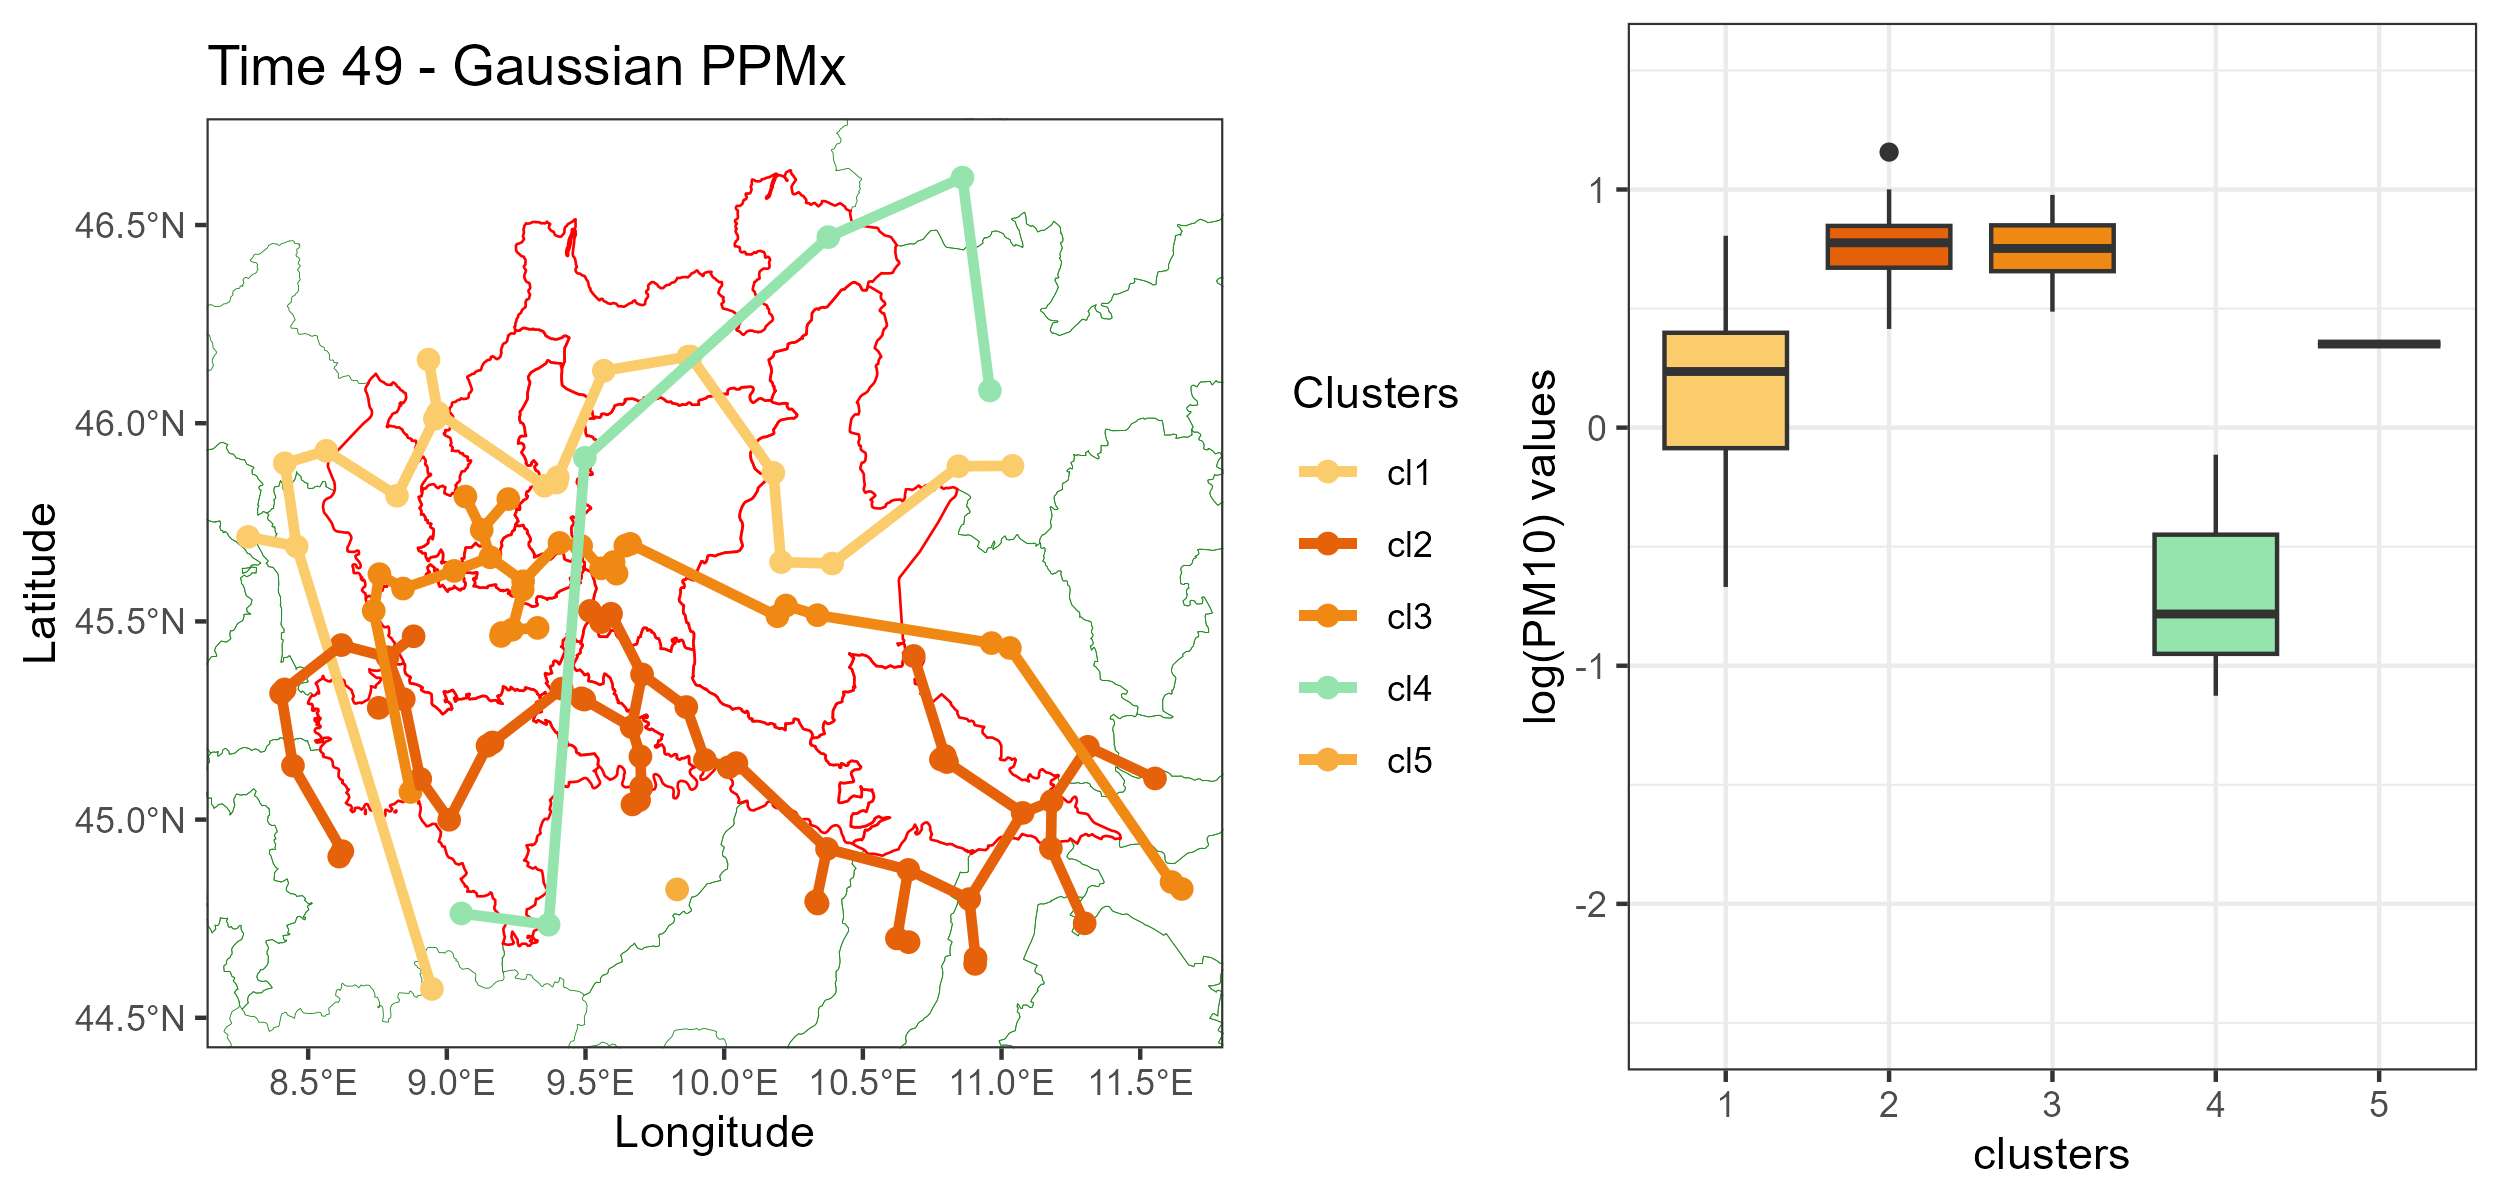 Time 49 - Gaussian PPMx
Latitude
46.5°N
46.0°N
45.5°N
45.0°N
44.5°N
8.5°E 9.0°E 9.5°E 10.0°E 10.5°E 11.0°E 11.5°E
Longitude
Clusters
cl1
cl2
cl3
cl4
cl5
log(PM10) values
1
0
-1
-2
1 2 3 4 5
clusters